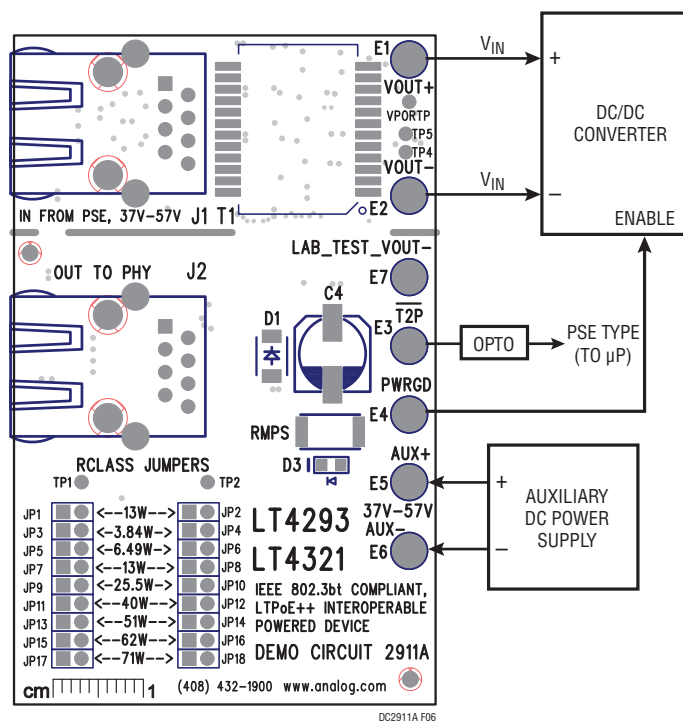 E1
VOUT+
VPORTP
TP5
TP4
VOUT-
E2
IN FROM PSE, 37V-57V J1 T1
VIN
VIN
+
DC/DC
CONVERTER
−
ENABLE
LAB_TEST_VOUT-
E7
OUT TO PHY J2
C4
D1
T2P
E3
OPTO
PSE TYPE
(TO µP)
PWRGD
E4
RMPS
D3
AUX+
E5
37V-57V
AUX-
E6
+
AUXILIARY
DC POWER
SUPPLY
−
RCLASS JUMPERS
TP1 TP2
JP1 <--13W--> JP2
JP3 <-3.84W-> JP4
JP5 <-6.49W-> JP6
JP7 <--13W--> JP8
JP9 <-25.5W-> JP10
JP11 <--40W--> JP12
JP13 <--51W--> JP14
JP15 <--62W--> JP16
JP17 <--71W--> JP18
LT4293
LT4321
IEEE 802.3bt COMPLIANT,
LTPoE++ INTEROPERABLE
POWERED DEVICE
DEMO CIRCUIT 2911A
cm 1 (408) 432-1900 www.analog.com
DC2911A F06